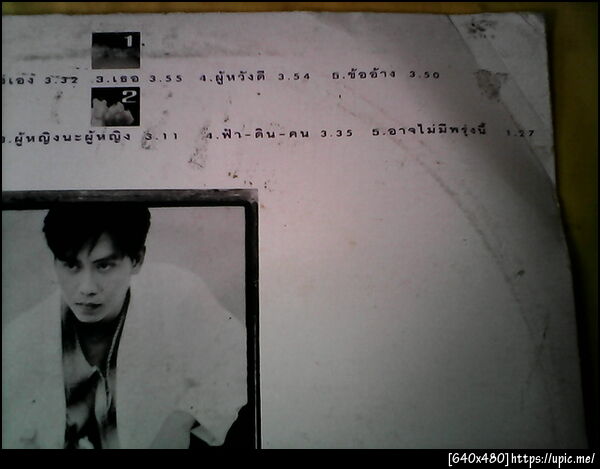 1
3.32 3.เธอ 3.55 4.ผู้หวังดี 3.54 5.ข้ออ้าง 3.50
2
ผู้หญิงนะผู้หญิง 3.11 4.ฟ้า-ดิน-คน 3.35 5.อาจไม่มีพรุ่งนี้ 1.27
[640x480]https://upic.me/